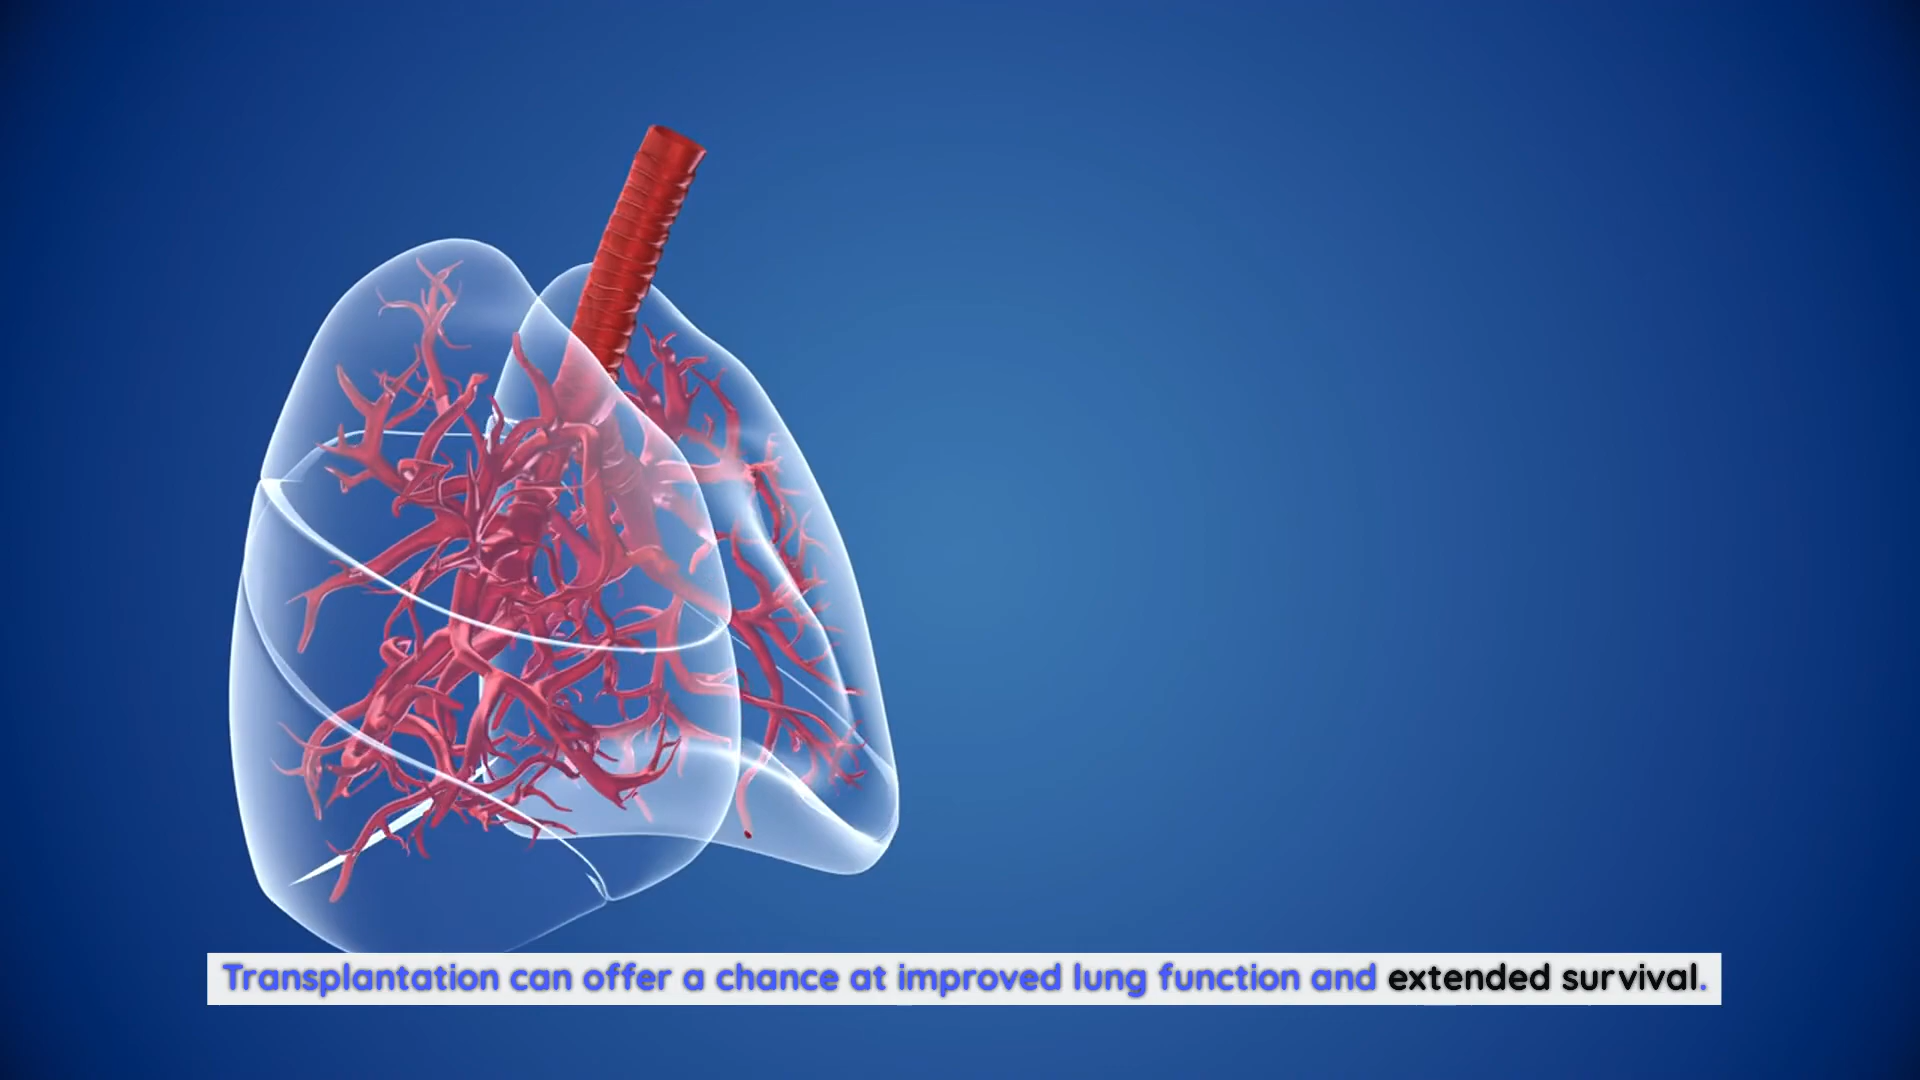 Transplantation can offer a chance at improved lung function and extended survival.